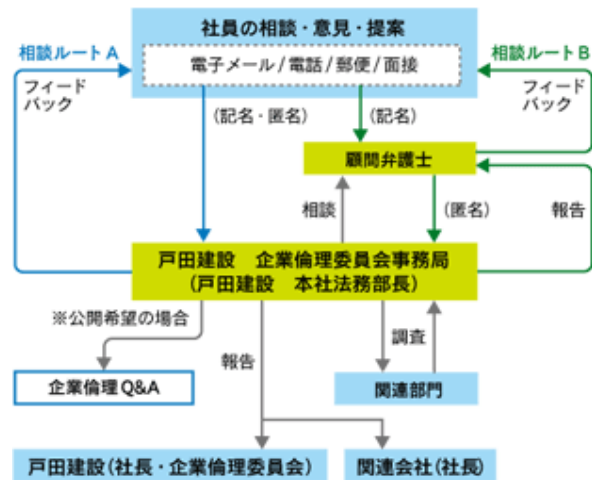 社員の相談・意見・提案
相談ルートA
電子メール / 電話 / 郵便 / 面接
相談ルートB
フィード
バック
(記名・匿名)
(記名)
フィード
バック
顧問弁護士
相談
(匿名)
報告
戸田建設 企業倫理委員会事務局
(戸田建設 本社法務部長)
※公開希望の場合
報告
調査
企業倫理Q&A
関連部門
戸田建設(社長・企業倫理委員会)
関連会社(社長)